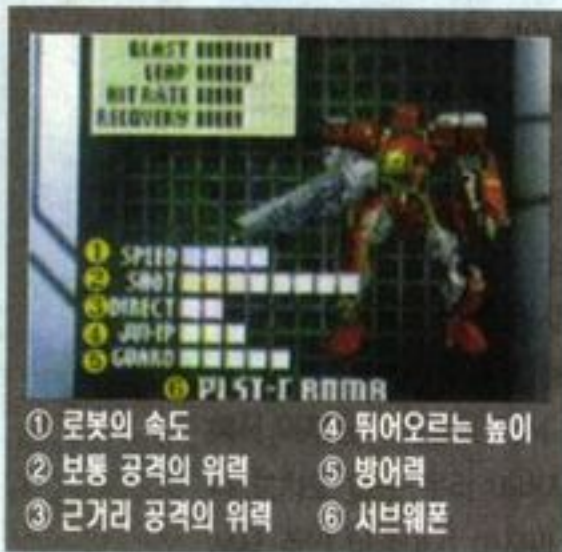 BLAST
LEAP
HIT RATE
RECOVERY
① SPEED
② SHOT
③ DIRECT
④ JUMP
⑤ GUARD
⑥
① 로봇의 속도
② 보통 공격의 위력
③ 근거리 공격의 위력
④ 뛰어오르는 높이
⑤ 방어력
⑥ 서브웨폰